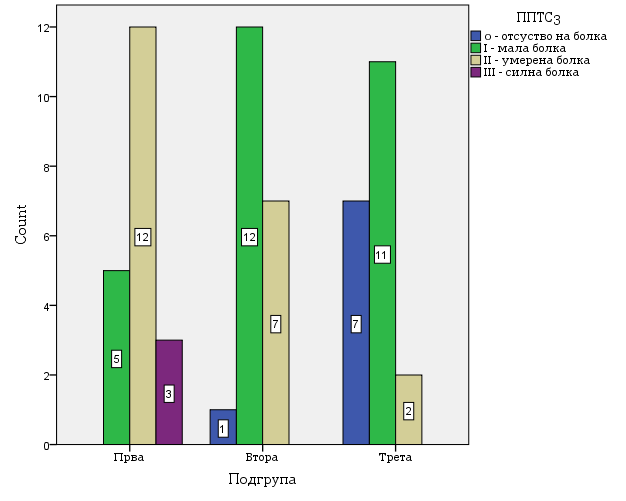 ППТС3
0 - отсуство на болка
I - мала болка
II - умерена болка
III - силна болка
12
10
8
6
4
2
0
Count
5
12
3
1
12
7
7
11
2
Прва
Втора
Трета
Подгрупа